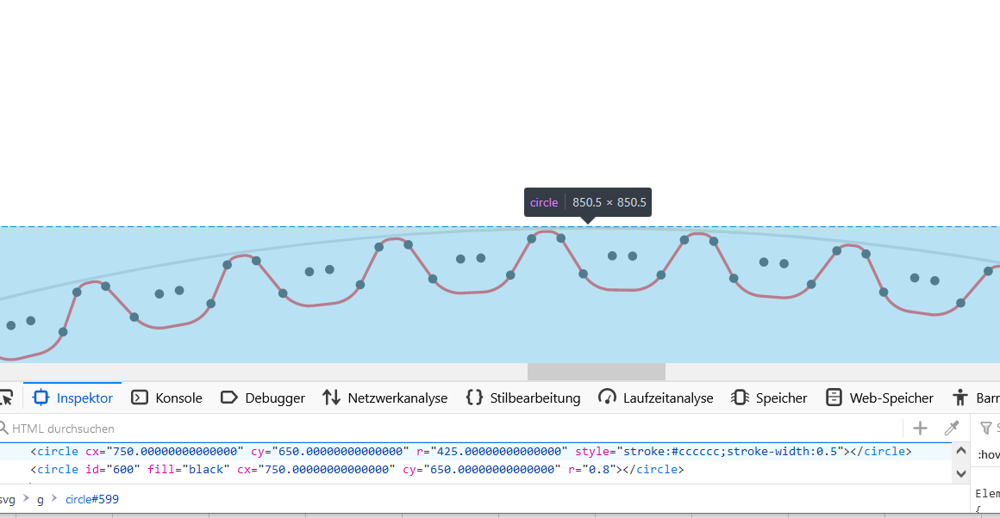 circle 850.5 × 850.5
Inspektor Konsole Debugger Netzwerkanalyse Stilbearbeitung Laufzeitanalyse Speicher Web-Speicher Barr
HTML durchsuchen
<circle cx="750.00000000000000" cy="650.00000000000000" r="425.00000000000000" style="stroke:#cccccc;stroke-width:0.5"></circle>
:hov
<circle id="600" fill="black" cx="750.00000000000000" cy="650.00000000000000" r="0.8"></circle>
svg > g > circle#599
Elem
{